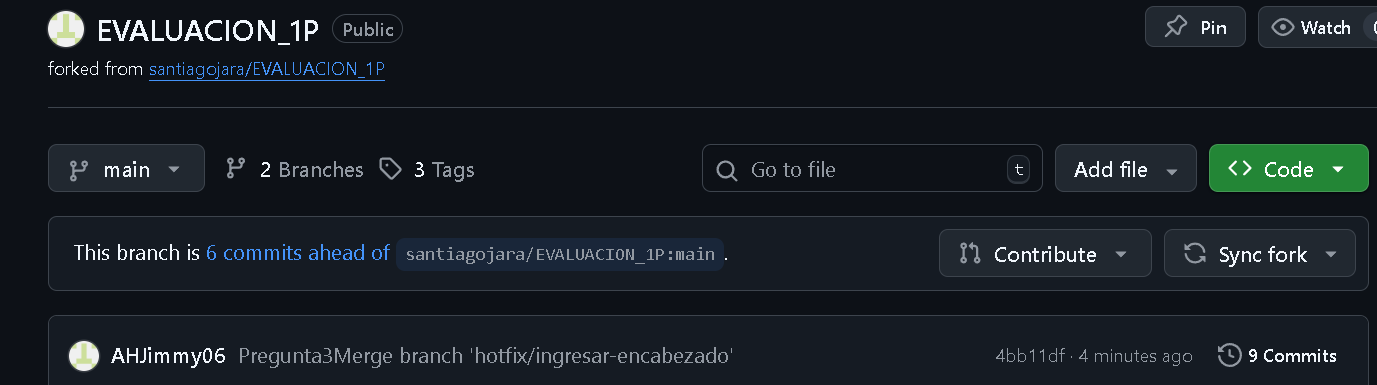 EVALUACION_1P Public Pin Watch
forked from santiagojara/EVALUACION_1P
main 2 Branches 3 Tags Go to file t Add file Code
This branch is 6 commits ahead of santiagojara/EVALUACION_1P:main. Contribute Sync fork
AHJimmy06 Pregunta3Merge branch 'hotfix/ingresar-encabezado' 4bb11df · 4 minutes ago 9 Commits